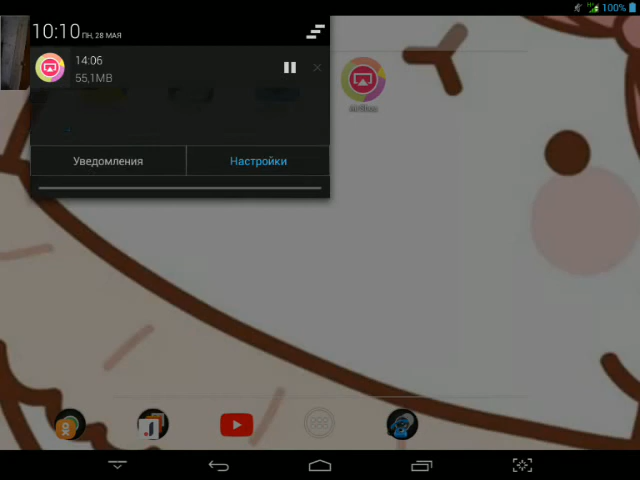 100%
10:10 ПН, 28 МАЯ
14:06
55,1MB
Уведомления
Настройки